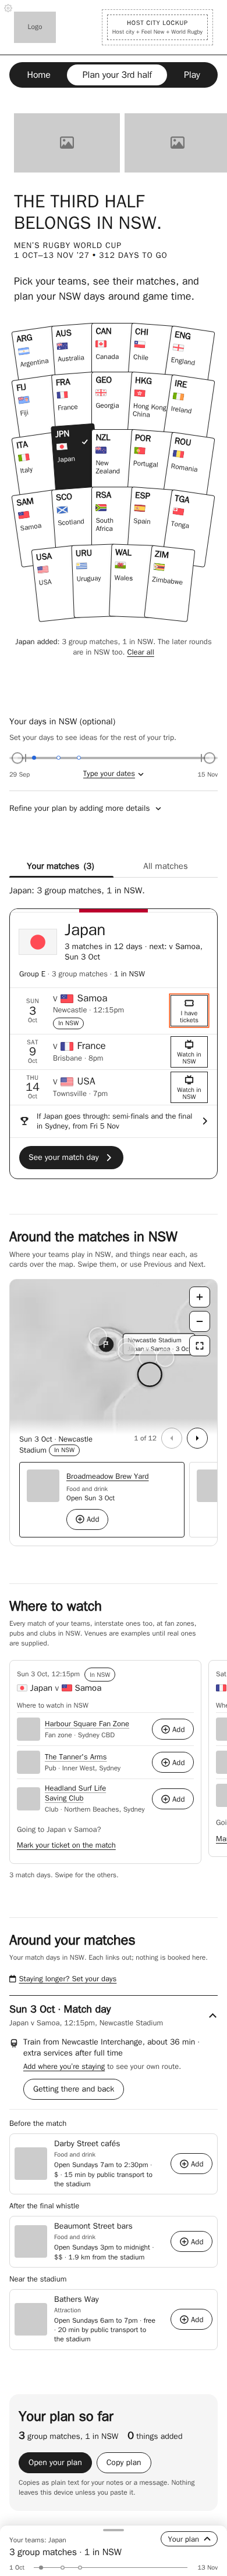 Logo
HOST CITY LOCKUP
Host city + Feel New + World Rugby
Home
Plan your 3rd half
Play
THE THIRD HALF
BELONGS IN NSW.
MEN'S RUGBY WORLD CUP
1 OCT–13 NOV '27 • 312 DAYS TO GO
Pick your teams, see their matches, and
plan your NSW days around game time.
ARG
Argentina
AUS
Australia
CAN
Canada
CHI
Chile
ENG
England
FIJ
Fiji
FRA
France
GEO
Georgia
HKG
Hong Kong
China
IRE
Ireland
ITA
Italy
JPN
Japan
NZL
New
Zealand
POR
Portugal
ROU
Romania
SAM
Samoa
SCO
Scotland
RSA
South
Africa
ESP
Spain
TGA
Tonga
USA
USA
URU
Uruguay
WAL
Wales
ZIM
Zimbabwe
Japan added: 3 group matches, 1 in NSW. The later rounds
are in NSW too. Clear all
Your days in NSW (optional)
Set your days to see ideas for the rest of your trip.
29 Sep
Type your dates
15 Nov
Refine your plan by adding more details
Your matches (3)
All matches
Japan: 3 group matches, 1 in NSW.
Japan
3 matches in 12 days · next: v Samoa,
Sun 3 Oct
Group E · 3 group matches · 1 in NSW
SUN
3
Oct
v Samoa
Newcastle · 12:15pm
In NSW
I have
tickets
SAT
9
Oct
v France
Brisbane · 8pm
Watch in
NSW
THU
14
Oct
v USA
Townsville · 7pm
Watch in
NSW
If Japan goes through: semi-finals and the final
in Sydney, from Fri 5 Nov
See your match day
Around the matches in NSW
Where your teams play in NSW, and things near each, as
cards over the map. Swipe them, or use Previous and Next.
Newcastle Stadium
Japan v Samoa · 3 Oct
Sun 3 Oct · Newcastle
Stadium
In NSW
1 of 12
Broadmeadow Brew Yard
Food and drink
Open Sun 3 Oct
Add
Where to watch
Every match of your teams, interstate ones too, at fan zones,
pubs and clubs in NSW. Venues are examples until real ones
are supplied.
Sun 3 Oct, 12:15pm
In NSW
Japan v Samoa
Where to watch in NSW
Harbour Square Fan Zone
Fan zone · Sydney CBD
Add
The Tanner's Arms
Pub · Inner West, Sydney
Add
Headland Surf Life
Saving Club
Club · Northern Beaches, Sydney
Add
Going to Japan v Samoa?
Mark your ticket on the match
Sat
Whe
Goi
Ma
3 match days. Swipe for the others.
Around your matches
Your match days in NSW. Each links out; nothing is booked here.
Staying longer? Set your days
Sun 3 Oct · Match day
Japan v Samoa, 12:15pm, Newcastle Stadium
Train from Newcastle Interchange, about 36 min ·
extra services after full time
Add where you're staying to see your own route.
Getting there and back
Before the match
Darby Street cafés
Food and drink
Open Sundays 7am to 2:30pm ·
$ · 15 min by public transport to
the stadium
Add
After the final whistle
Beaumont Street bars
Food and drink
Open Sundays 3pm to midnight ·
$$ · 1.9 km from the stadium
Add
Near the stadium
Bathers Way
Attraction
Open Sundays 6am to 7pm · free
· 20 min by public transport to
the stadium
Add
Your plan so far
3 group matches, 1 in NSW 0 things added
Open your plan
Copy plan
Copies as plain text for your notes or a message. Nothing
leaves this device unless you paste it.
Your teams: Japan
3 group matches · 1 in NSW
Your plan
1 Oct
13 Nov